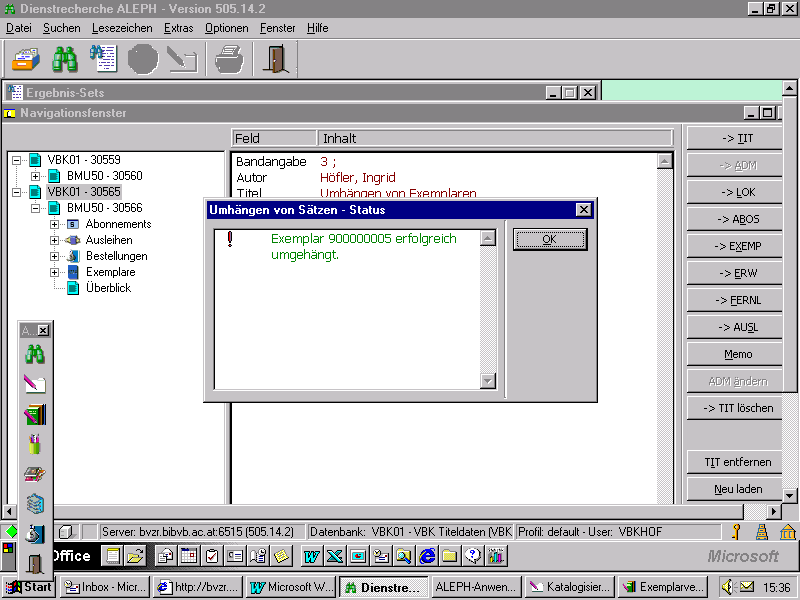 Dienstrecherche ALEPH - Version 505.14.2
Datei Suchen Lesezeichen Extras Optionen Fenster Hilfe
Ergebnis-Sets
Navigationsfenster
Feld Inhalt
VBK01 - 30559
BMU50 - 30560
VBK01 - 30565
BMU50 - 30566
Abonnements
Ausleihen
Bestellungen
Exemplare
Überblick
Bandangabe 3 ;
Autor Höfler, Ingrid
Titel Umhängen von Exemplaren
Umhängen von Sätzen - Status
Exemplar 900000005 erfolgreich
umgehängt.
OK
-> TIT
-> ADM
-> LOK
-> ABOS
-> EXEMP
-> ERW
-> FERNL
-> AUSL
Memo
ADM ändern
-> TIT löschen
TIT entfernen
Neu laden
A...
Server: bvzr.bibvb.ac.at:6515 (505.14.2) Datenbank: VBK01 - VBK Titeldaten (VBK Profil: default - User: VBKHOF
Office
Microsoft
Start Inbox - Micr... http://bvzr.... Microsoft W... Dienstre... ALEPH-Anwen... Katalogisier... Exemplarve... 15:36